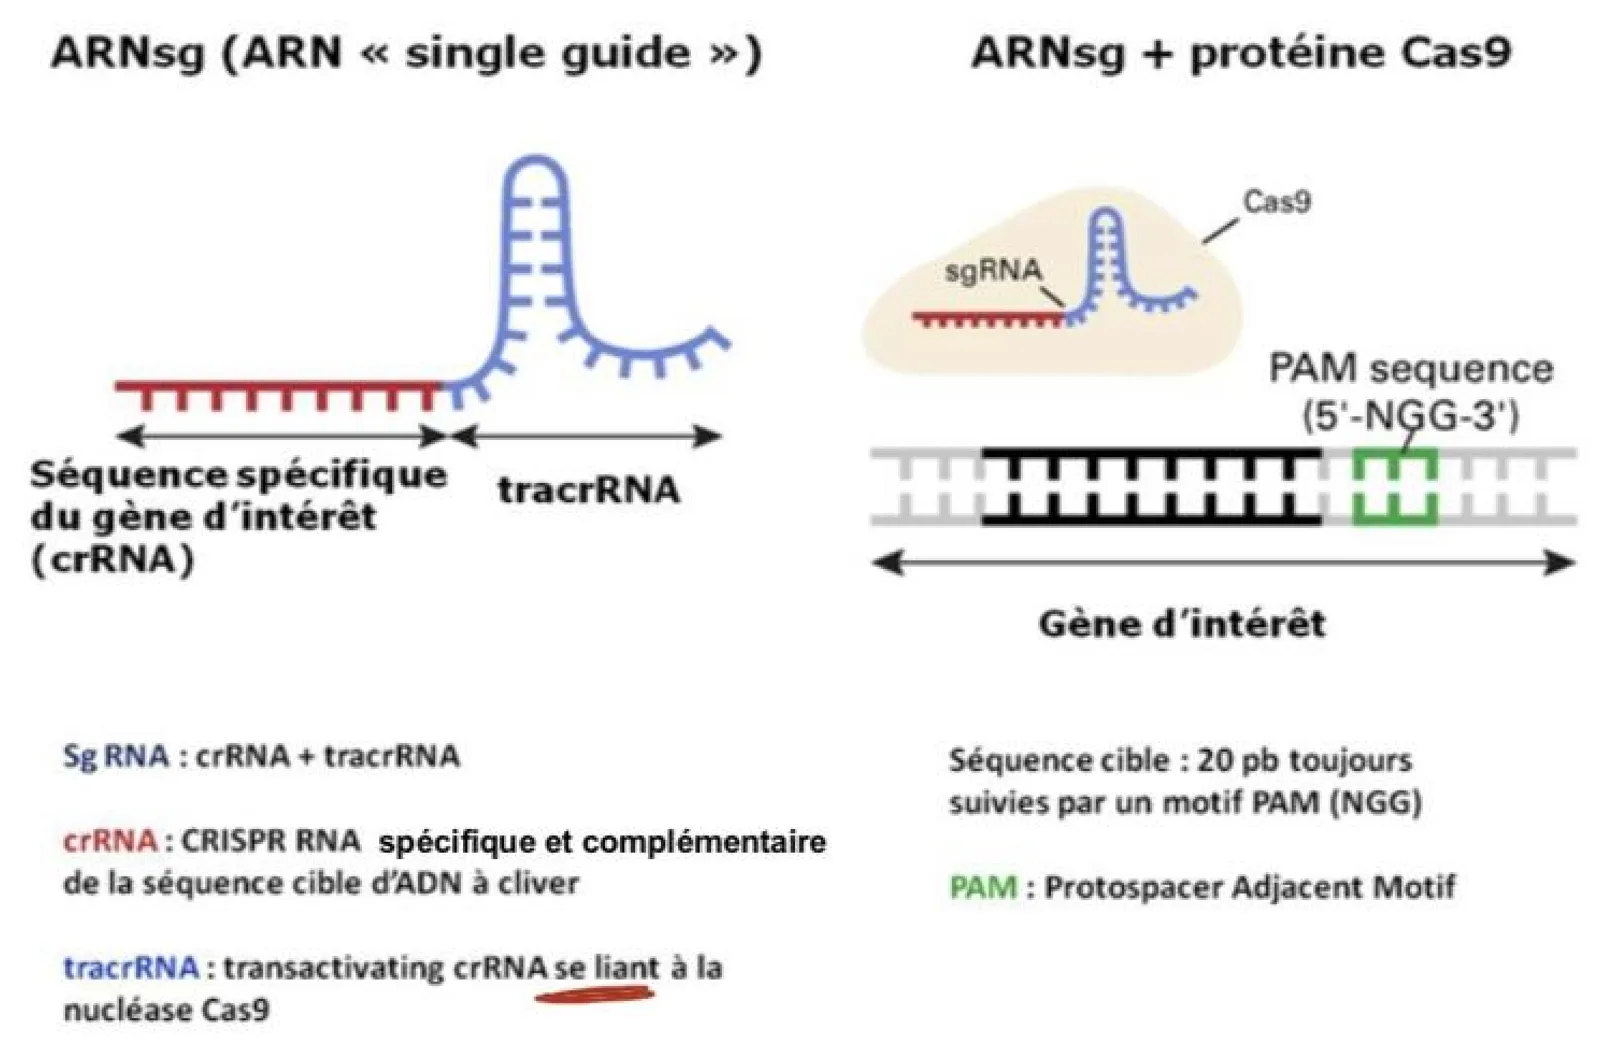 ARNsg (ARN « single guide »)
Séquence spécifique
du gène d´intérêt
(crRNA)
tracrRNA
ARNsg + protéine Cas9
Cas9
sgRNA
PAM sequence
(5'-NGG-3')
Gène d´intérêt
Sg RNA : crRNA + tracrRNA
crRNA : CRISPR RNA spécifique et complémentaire
de la séquence cible d’ADN à cliver
tracrRNA : transactivating crRNA se liant à la
nucléase Cas9
Séquence cible : 20 pb toujours
suivies par un motif PAM (NGG)
PAM : Protospacer Adjacent Motif